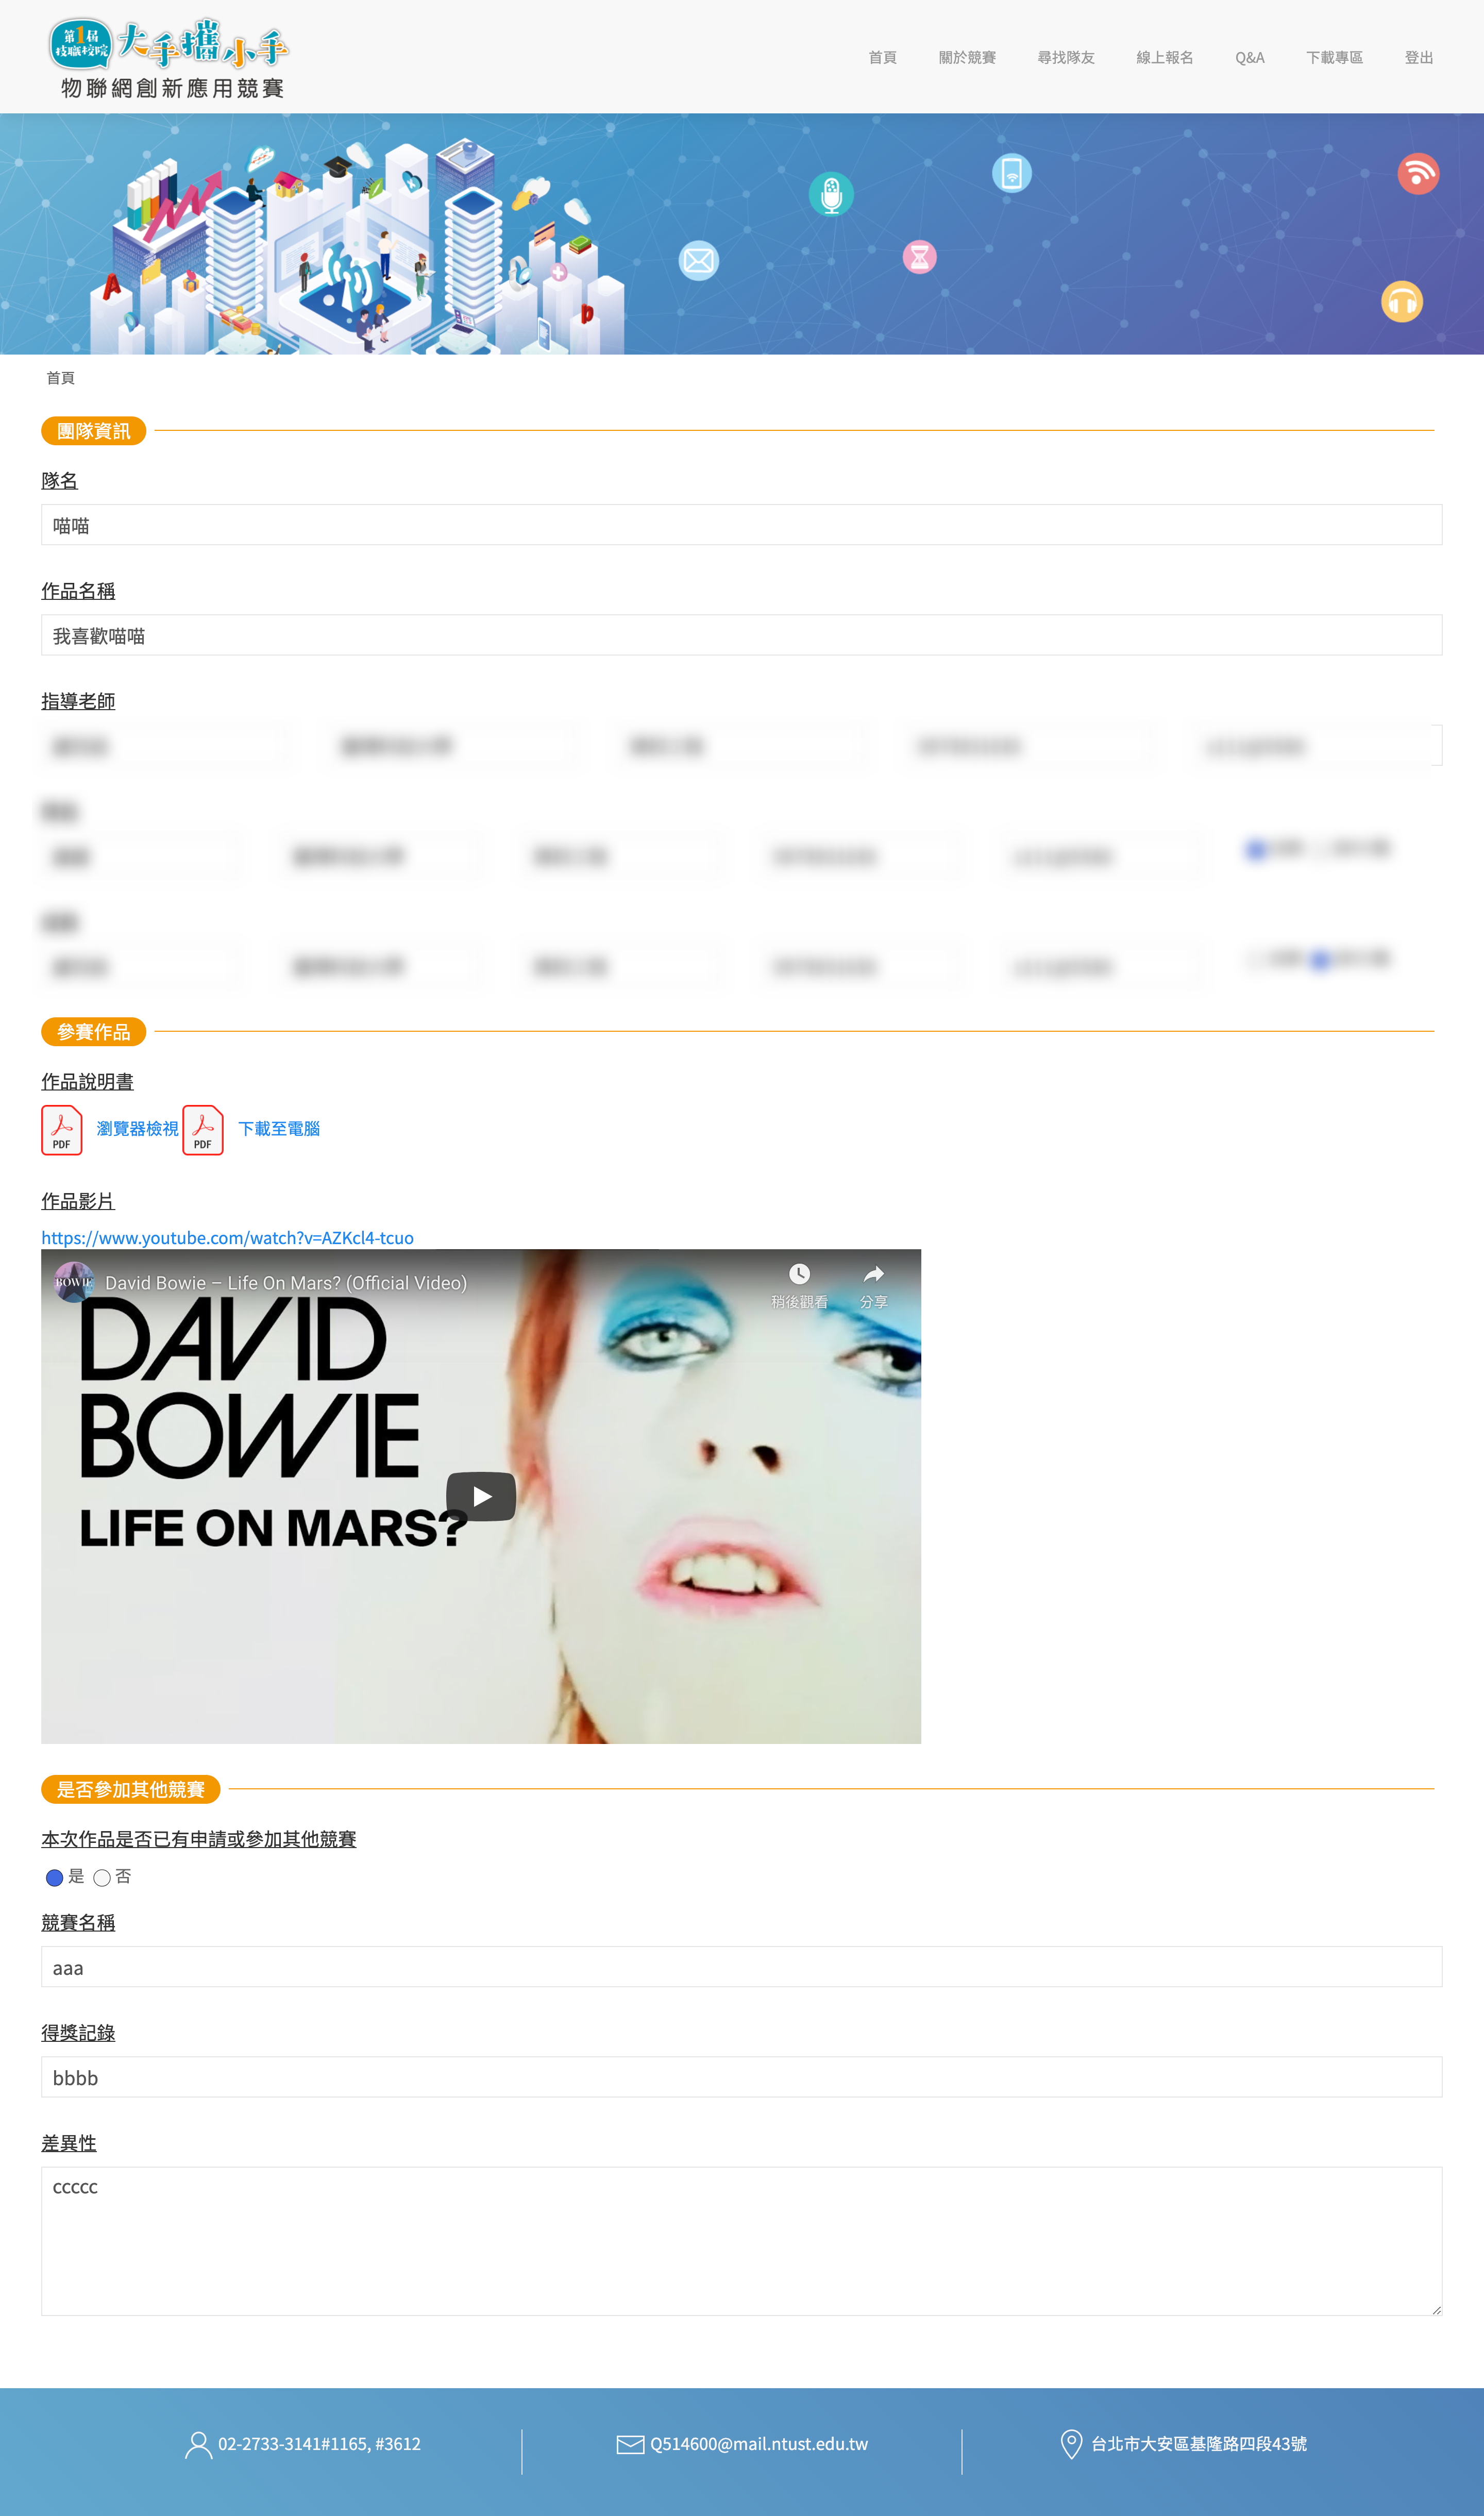 第1屆
技職校院
大手攜小手
物聯網創新應用競賽
首頁 關於競賽 尋找隊友 線上報名 Q&A 下載專區 登出
A
P
首頁
團隊資訊
隊名
喵喵
作品名稱
我喜歡喵喵
指導老師
參賽作品
作品說明書
PDF 瀏覽器檢視 PDF 下載至電腦
作品影片
https://www.youtube.com/watch?v=AZKcl4-tcuo
BOWIE David Bowie – Life On Mars? (Official Video)
稍後觀看 分享
DAVID
BOWIE
LIFE ON MARS?
是否參加其他競賽
本次作品是否已有申請或參加其他競賽
是 否
競賽名稱
aaa
得獎記錄
bbbb
差異性
ccccc
02-2733-3141#1165, #3612
Q514600@mail.ntust.edu.tw
台北市大安區基隆路四段43號